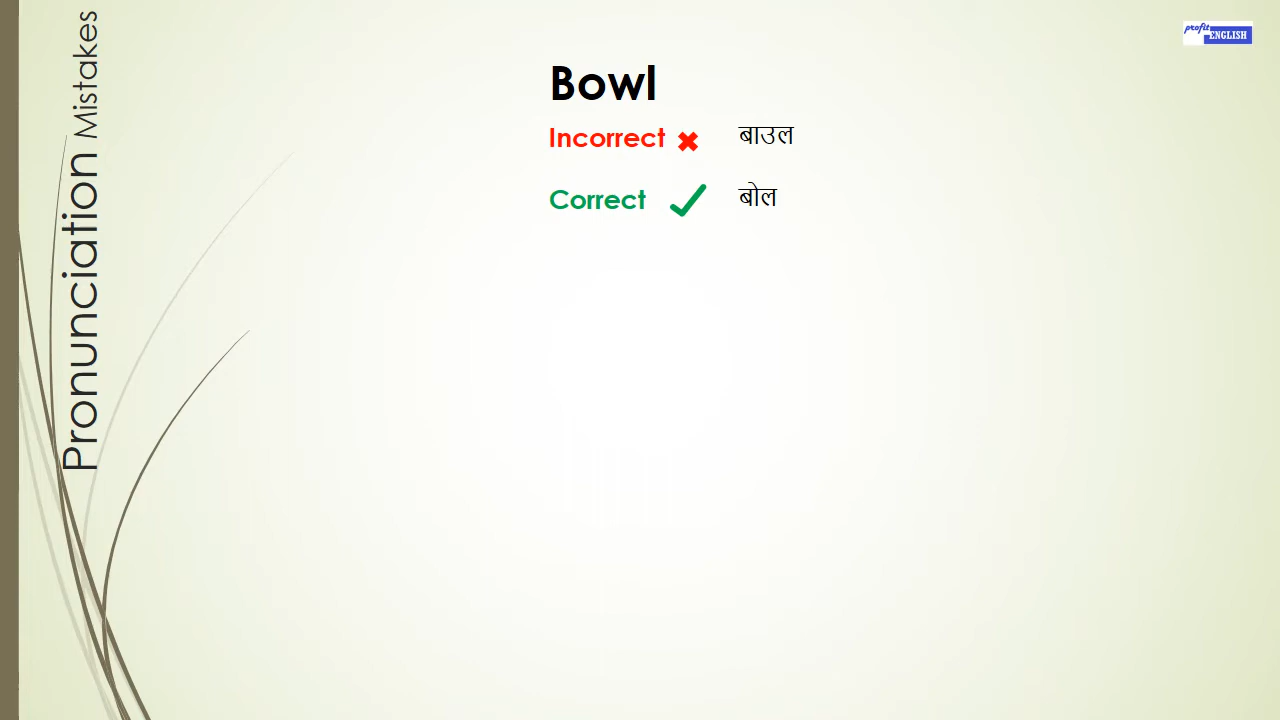 Pronunciation Mistakes
profit
ENGLISH
Bowl
Incorrect ✖ बाउल
Correct ✓ बोल